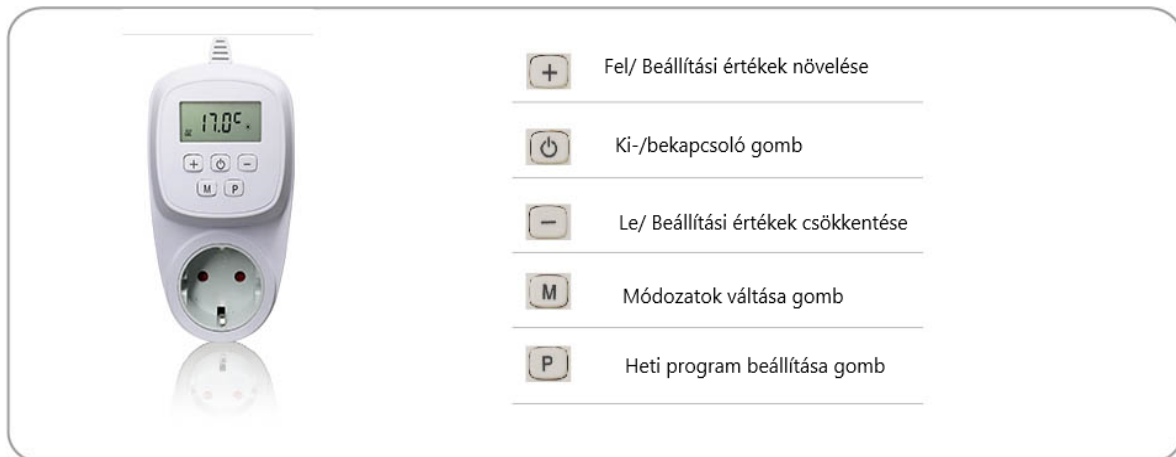 17.0°C
+
−
M P
+ Fel/ Beállítási értékek növelése
Ki-/bekapcsoló gomb
− Le/ Beállítási értékek csökkentése
M Módozatok váltása gomb
P Heti program beállítása gomb